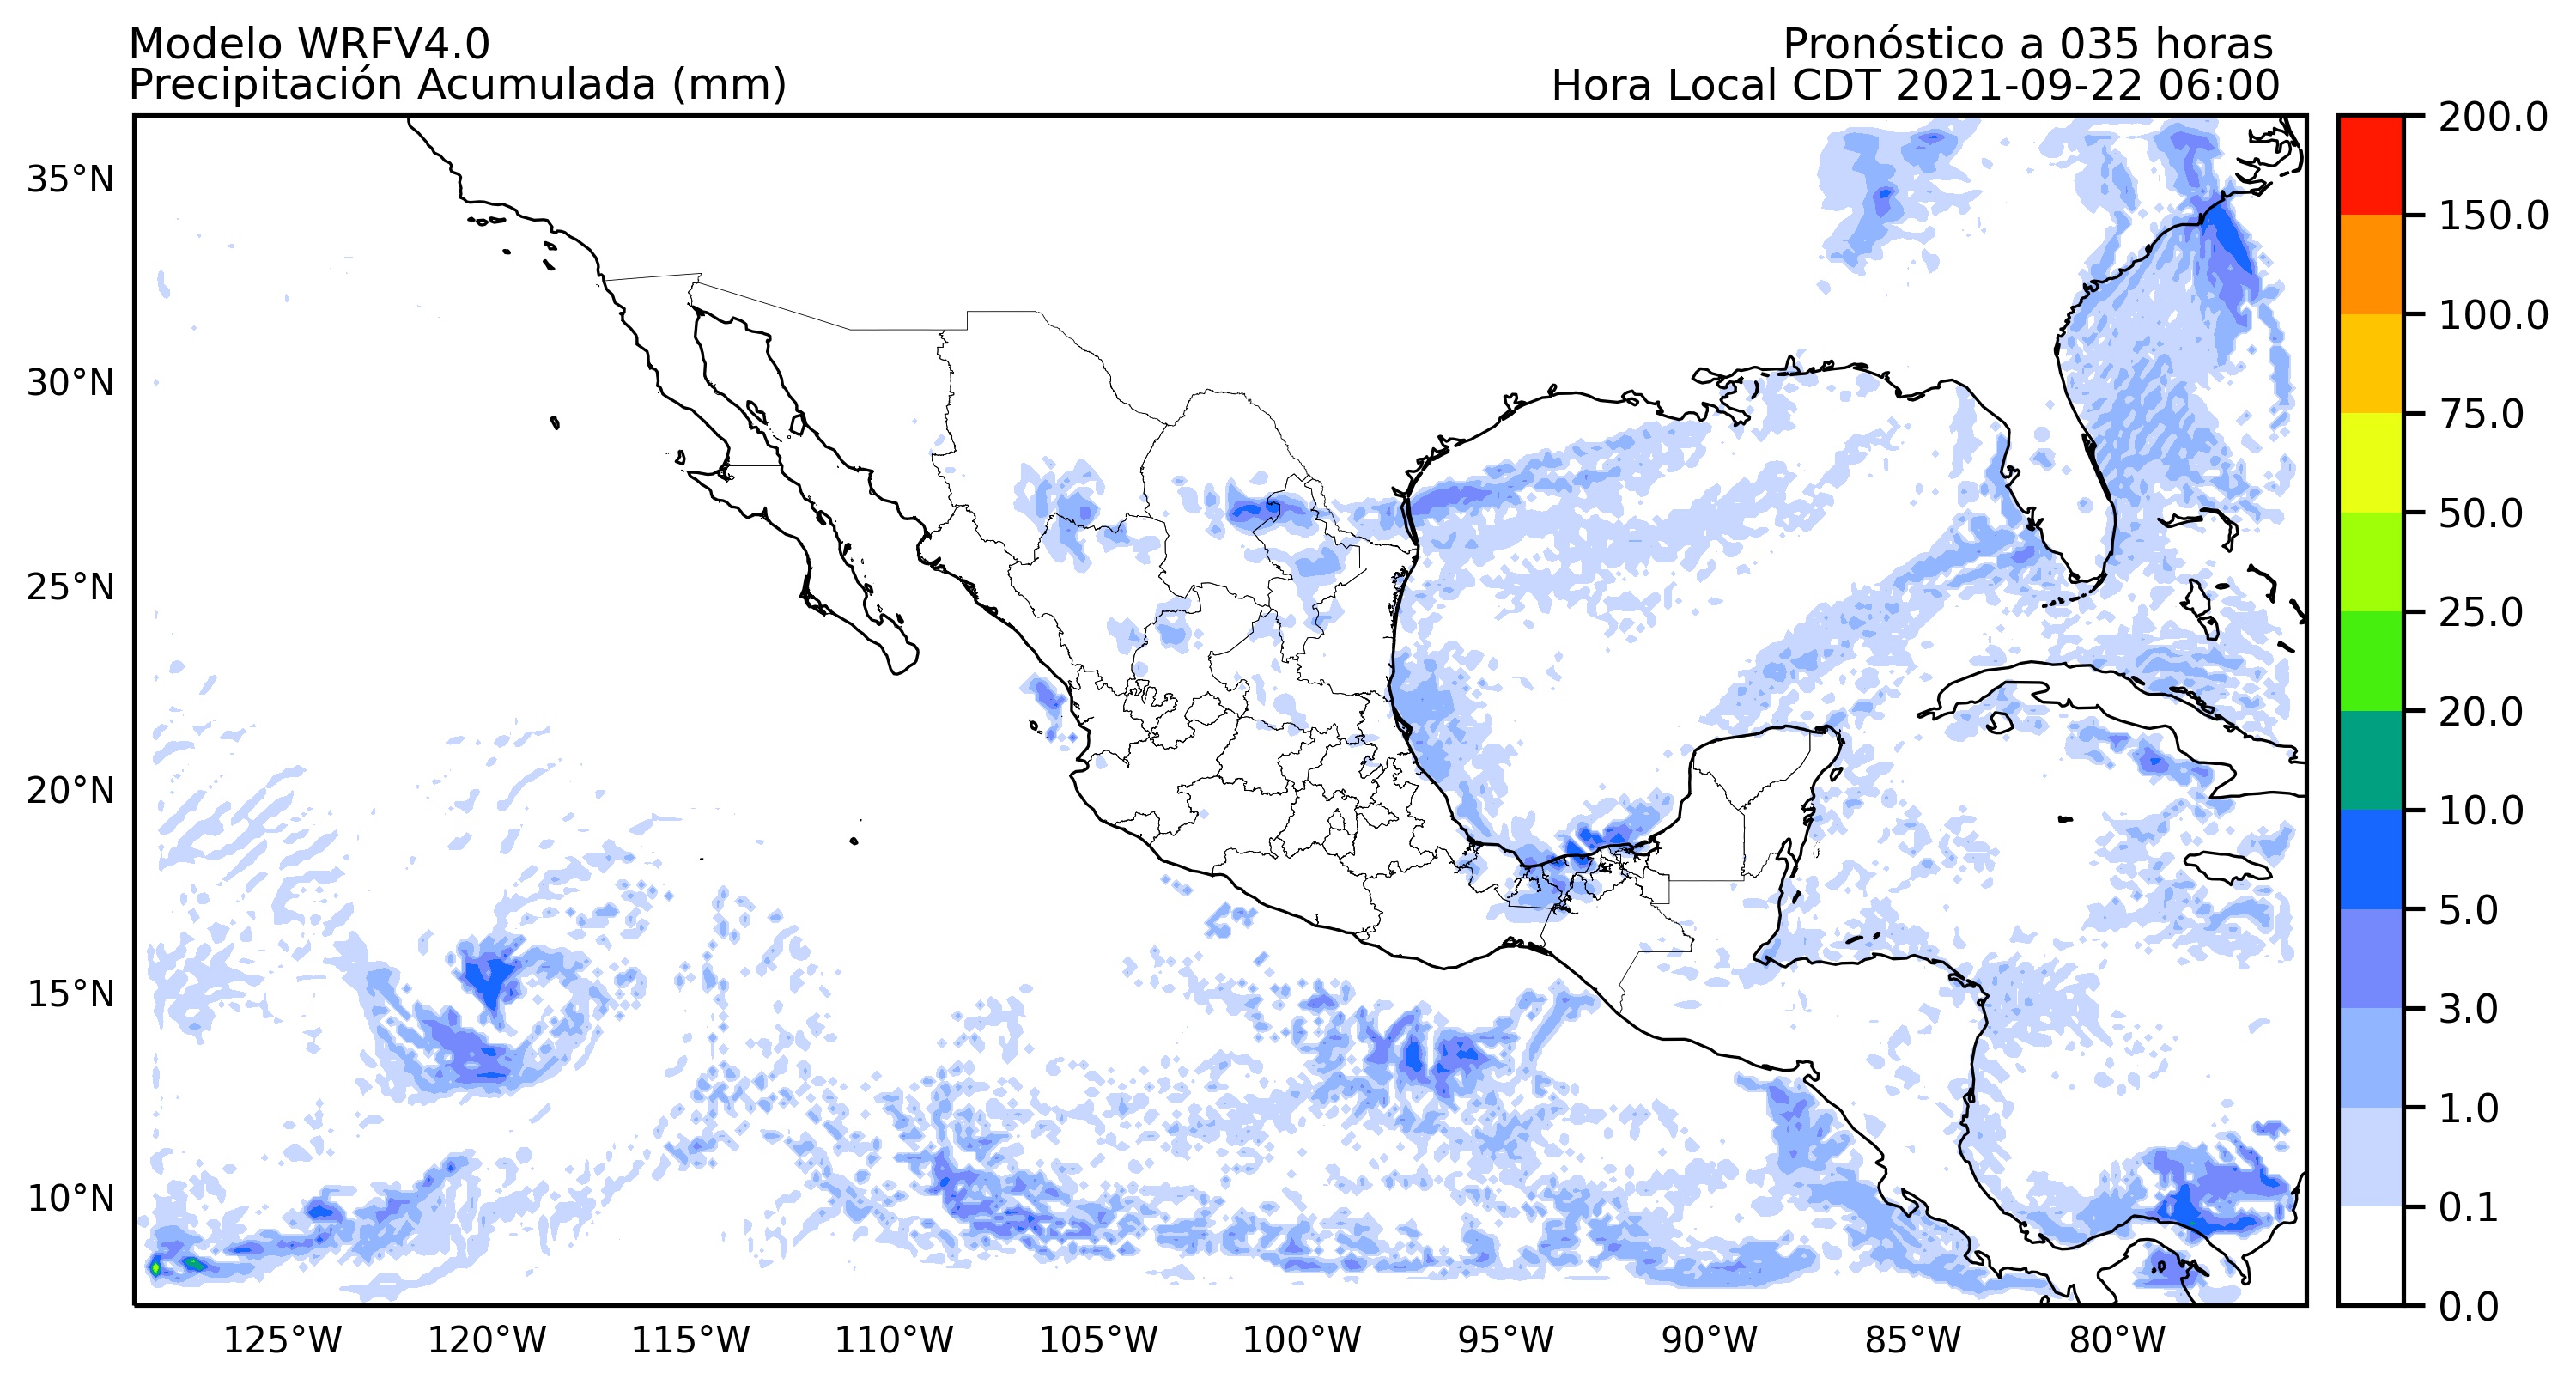 Modelo WRFV4.0
Precipitación Acumulada (mm)
Pronóstico a 035 horas
Hora Local CDT 2021-09-22 06:00
35°N
30°N
25°N
20°N
15°N
10°N
125°W
120°W
115°W
110°W
105°W
100°W
95°W
90°W
85°W
80°W
200.0
150.0
100.0
75.0
50.0
25.0
20.0
10.0
5.0
3.0
1.0
0.1
0.0